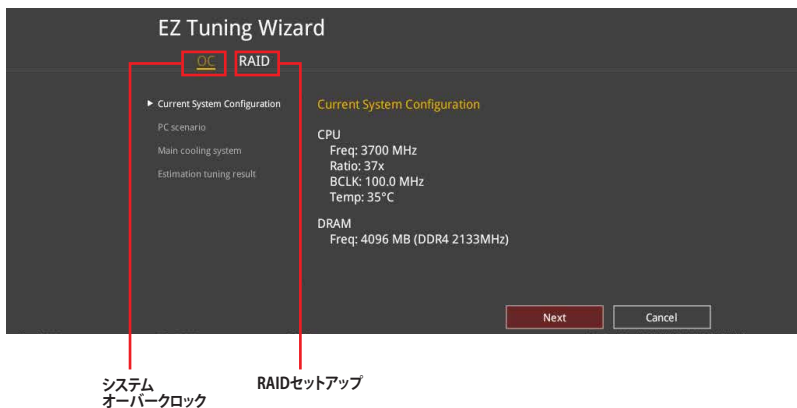 EZ Tuning Wizard
OC RAID
Current System Configuration
PC scenario
Main cooling system
Estimation tuning result
Current System Configuration
CPU
Freq: 3700 MHz
Ratio: 37x
BCLK: 100.0 MHz
Temp: 35°C
DRAM
Freq: 4096 MB (DDR4 2133MHz)
Next Cancel
システム
オーバークロック
RAIDセットアップ